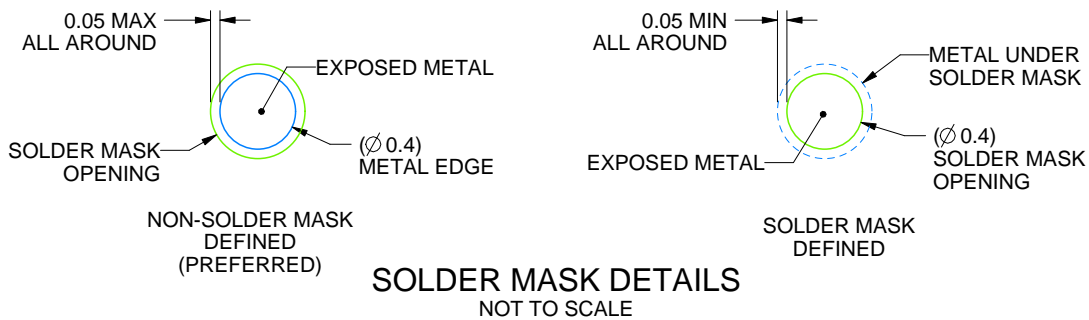 0.05 MAX
ALL AROUND
EXPOSED METAL
SOLDER MASK
OPENING
(∅ 0.4)
METAL EDGE
NON-SOLDER MASK
DEFINED
(PREFERRED)
0.05 MIN
ALL AROUND
METAL UNDER
SOLDER MASK
EXPOSED METAL
(∅ 0.4)
SOLDER MASK
OPENING
SOLDER MASK
DEFINED
SOLDER MASK DETAILS
NOT TO SCALE